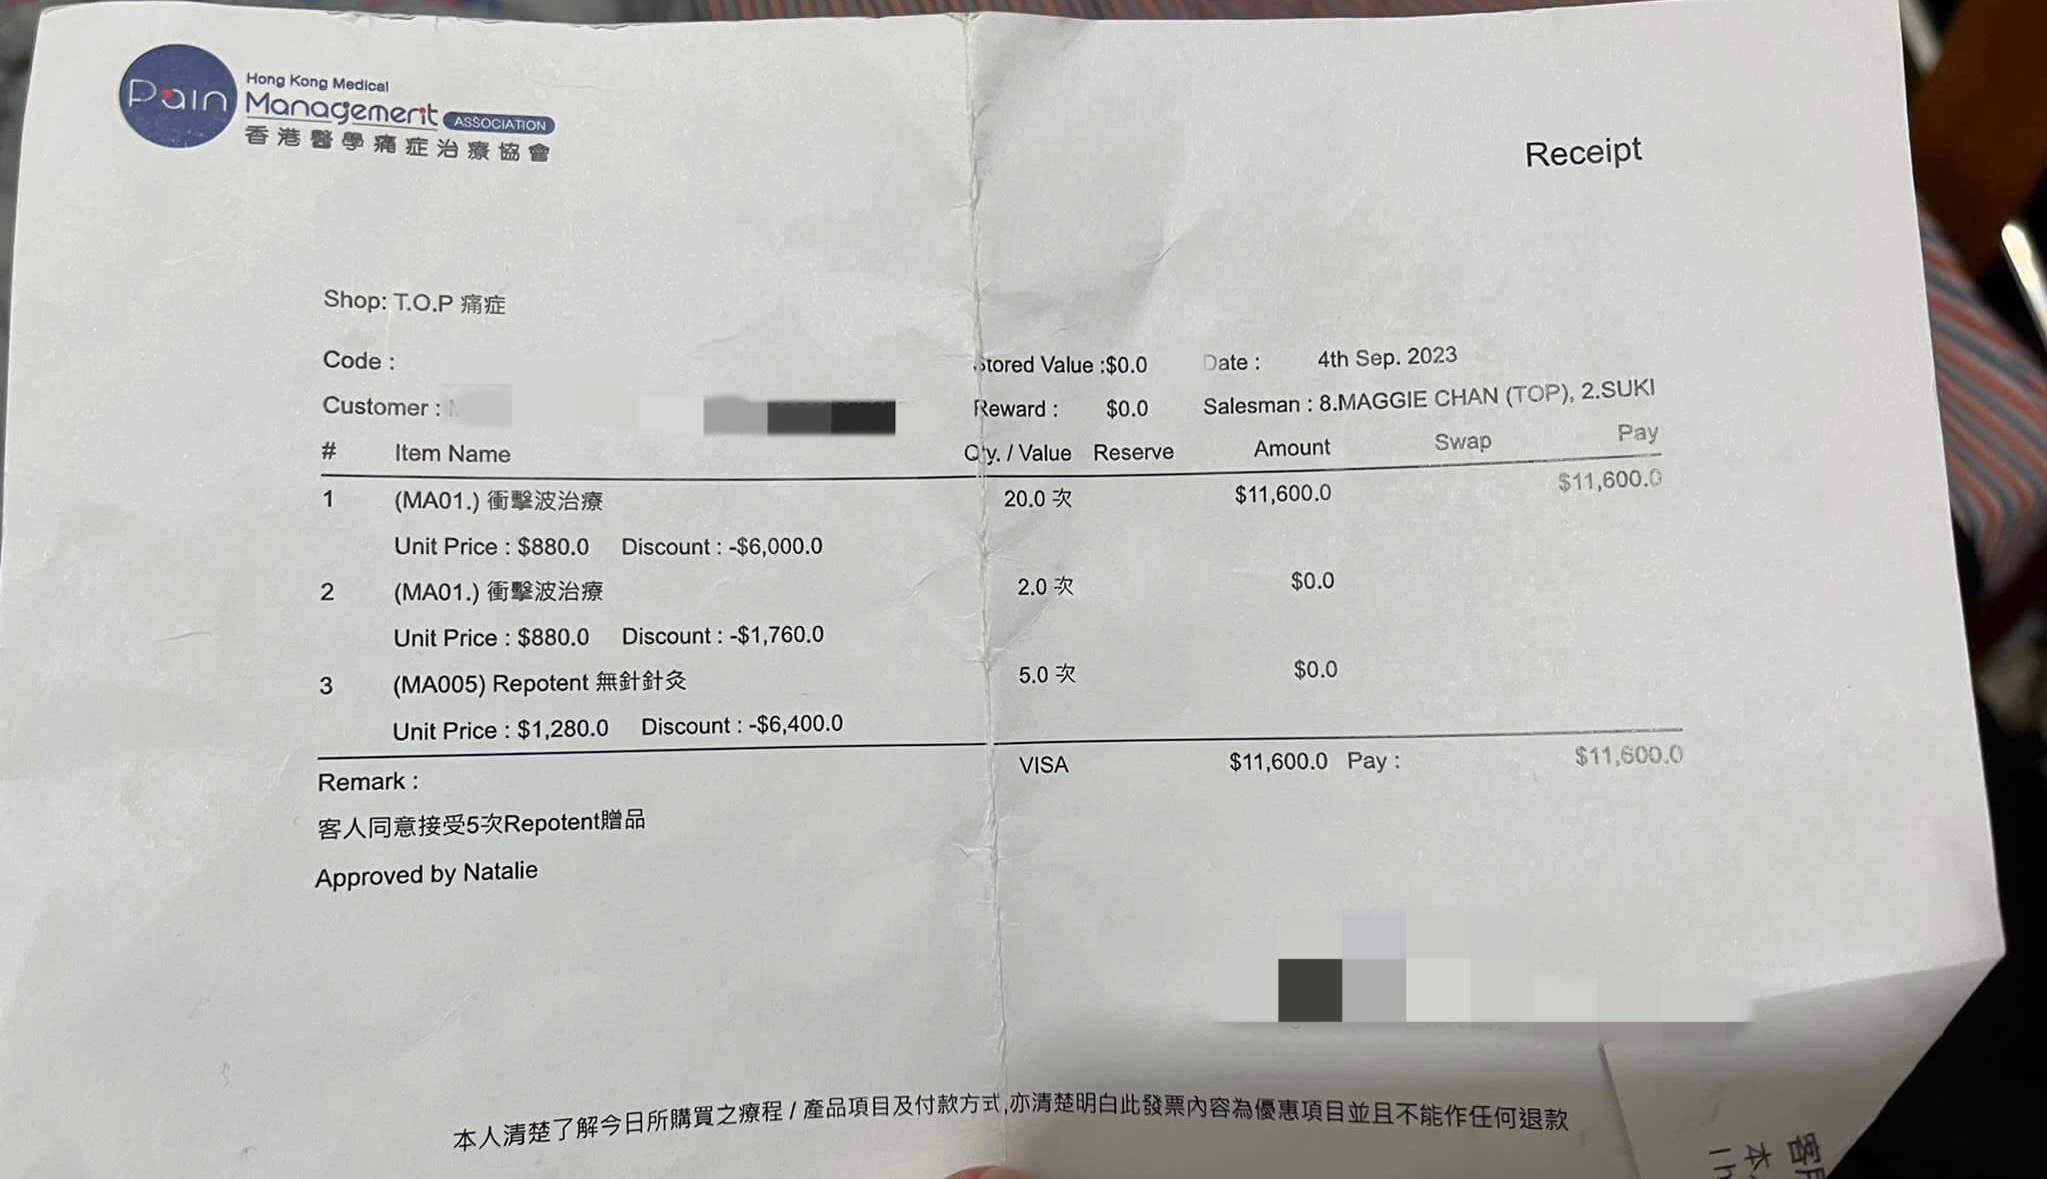 Pain
Hong Kong Medical
Management ASSOCIATION
香港醫學痛症治療協會
Receipt
Shop: T.O.P 痛症
Code : Stored Value :$0.0 Date : 4th Sep. 2023
Customer : Reward : $0.0 Salesman : 8.MAGGIE CHAN (TOP), 2.SUKI
# Item Name Qty. / Value Reserve Amount Swap Pay
1 (MA01.) 衝擊波治療 20.0 次 $11,600.0 $11,600.0
Unit Price : $880.0 Discount : -$6,000.0
2 (MA01.) 衝擊波治療 2.0 次 $0.0
Unit Price : $880.0 Discount : -$1,760.0
3 (MA005) Repotent 無針針灸 5.0 次 $0.0
Unit Price : $1,280.0 Discount : -$6,400.0
VISA $11,600.0 Pay : $11,600.0
Remark :
客人同意接受5次Repotent贈品
Approved by Natalie
本人清楚了解今日所購買之療程 / 產品項目及付款方式,亦清楚明白此發票內容為優惠項目並且不能作任何退款